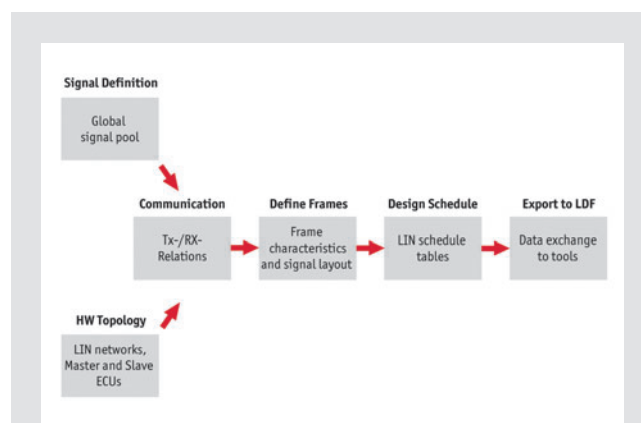 Signal Definition
Global
signal pool
Communication
Tx-/RX-
Relations
Define Frames
Frame
characteristics
and signal layout
Design Schedule
LIN schedule
tables
Export to LDF
Data exchange
to tools
HW Topology
LIN networks,
Master and Slave
ECUs